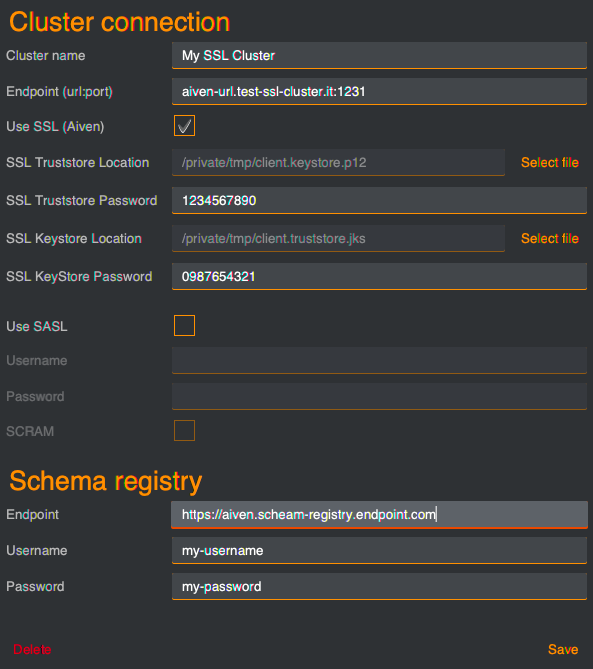 Cluster connection
Cluster name My SSL Cluster
Endpoint (url:port) aiven-url.test-ssl-cluster.it:1231
Use SSL (Aiven)
SSL Truststore Location /private/tmp/client.keystore.p12 Select file
SSL Truststore Password 1234567890
SSL Keystore Location /private/tmp/client.truststore.jks Select file
SSL KeyStore Password 0987654321
Use SASL
Username
Password
SCRAM
Schema registry
Endpoint https://aiven.scheam-registry.endpoint.com
Username my-username
Password my-password
Delete Save